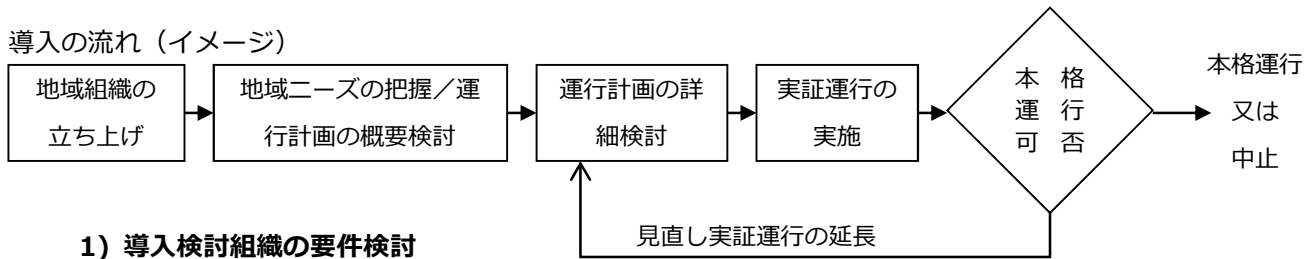 導入の流れ（イメージ）
地域組織の
立ち上げ
地域ニーズの把握／運
行計画の概要検討
運行計画の詳
細検討
実証運行の
実施
本格
運行
可否
本格運行
又は
中止
見直し実証運行の延長
1）導入検討組織の要件検討